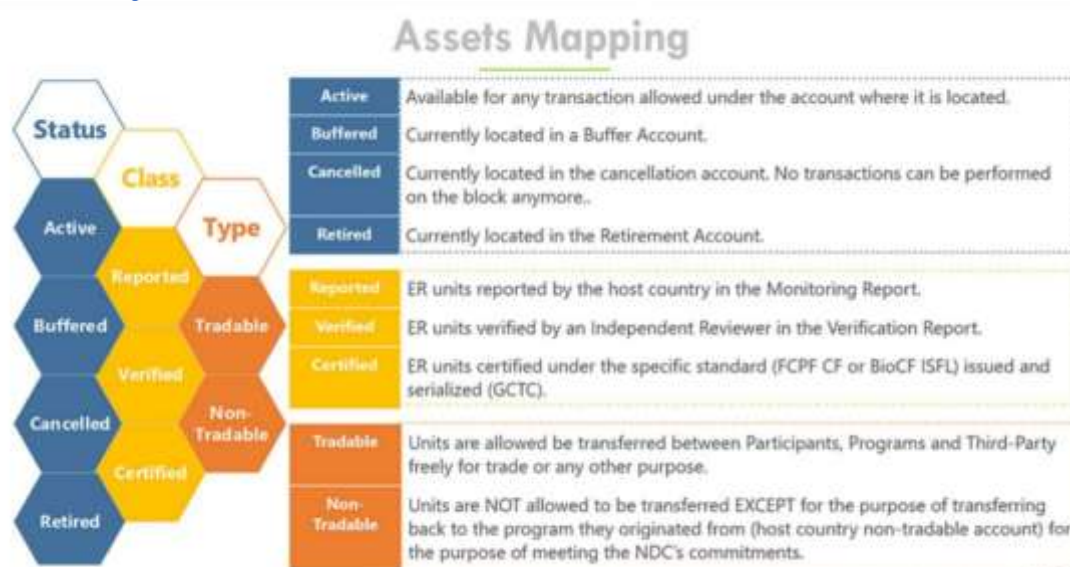 Assets Mapping
Status
Class
Type
Active
Reported
Buffered
Tradable
Verified
Cancelled
Non-
Tradable
Certified
Retired
Active Available for any transaction allowed under the account where it is located.
Buffered Currently located in a Buffer Account.
Cancelled Currently located in the cancellation account. No transactions can be performed
on the block anymore..
Retired Currently located in the Retirement Account.
Reported ER units reported by the host country in the Monitoring Report.
Verified ER units verified by an Independent Reviewer in the Verification Report.
Certified ER units certified under the specific standard (FCPF CF or BioCF ISFL) issued and
serialized (GCTC).
Tradable Units are allowed be transferred between Participants, Programs and Third-Party
freely for trade or any other purpose.
Non-
Tradable Units are NOT allowed to be transferred EXCEPT for the purpose of transferring
back to the program they originated from (host country non-tradable account) for
the purpose of meeting the NDC's commitments.